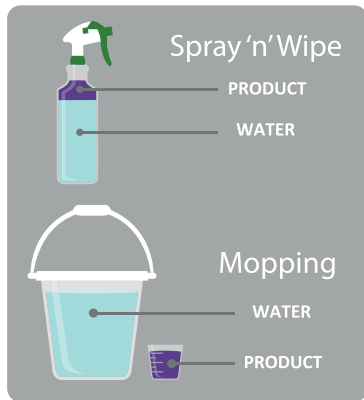 Spray 'n' Wipe
PRODUCT
WATER
Mopping
WATER
PRODUCT